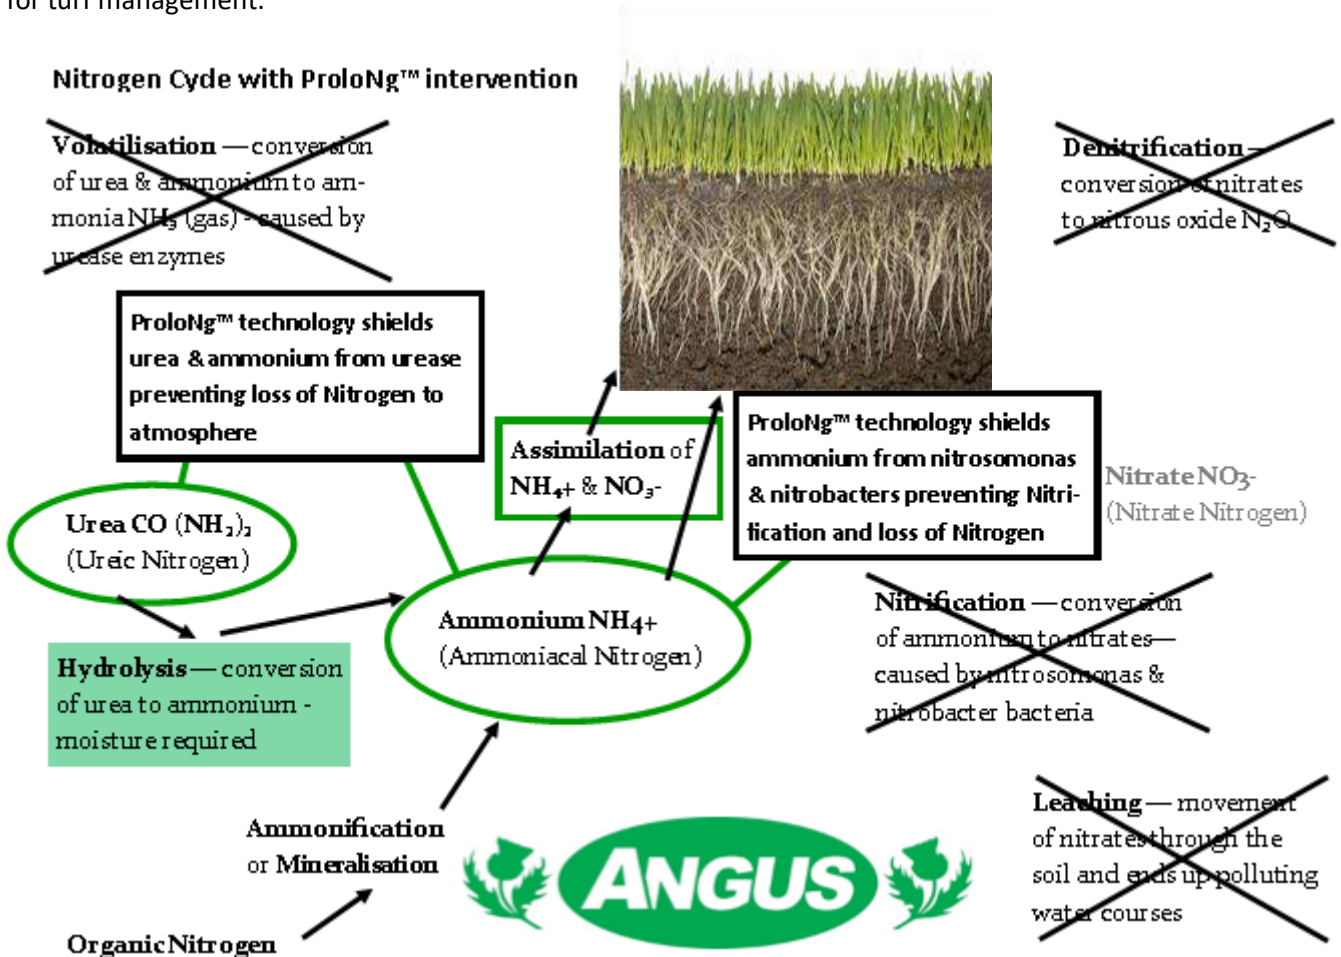 for turf management.
Nitrogen Cycle with ProloNg™ intervention
Volatilisation — conversion
of urea & ammonium to am-
monia NH₃ (gas) - caused by
urease enzymes
Denitrification —
conversion of nitrates
to nitrous oxide N₂O
ProloNg™ technology shields
urea & ammonium from urease
preventing loss of Nitrogen to
atmosphere
Assimilation of
NH₄+ & NO₃-
ProloNg™ technology shields
ammonium from nitrosomonas
& nitrobacters preventing Nitri-
fication and loss of Nitrogen
Nitrate NO3-
(Nitrate Nitrogen)
Urea CO (NH₂)₂
(Ureic Nitrogen)
Ammonium NH4+
(Ammoniacal Nitrogen)
Nitrification — conversion
of ammonium to nitrates—
caused by nitrosomonas &
nitrobacter bacteria
Hydrolysis — conversion
of urea to ammonium -
moisture required
Ammonification
or Mineralisation
Organic Nitrogen
ANGUS
Leaching — movement
of nitrates through the
soil and ends up polluting
water courses